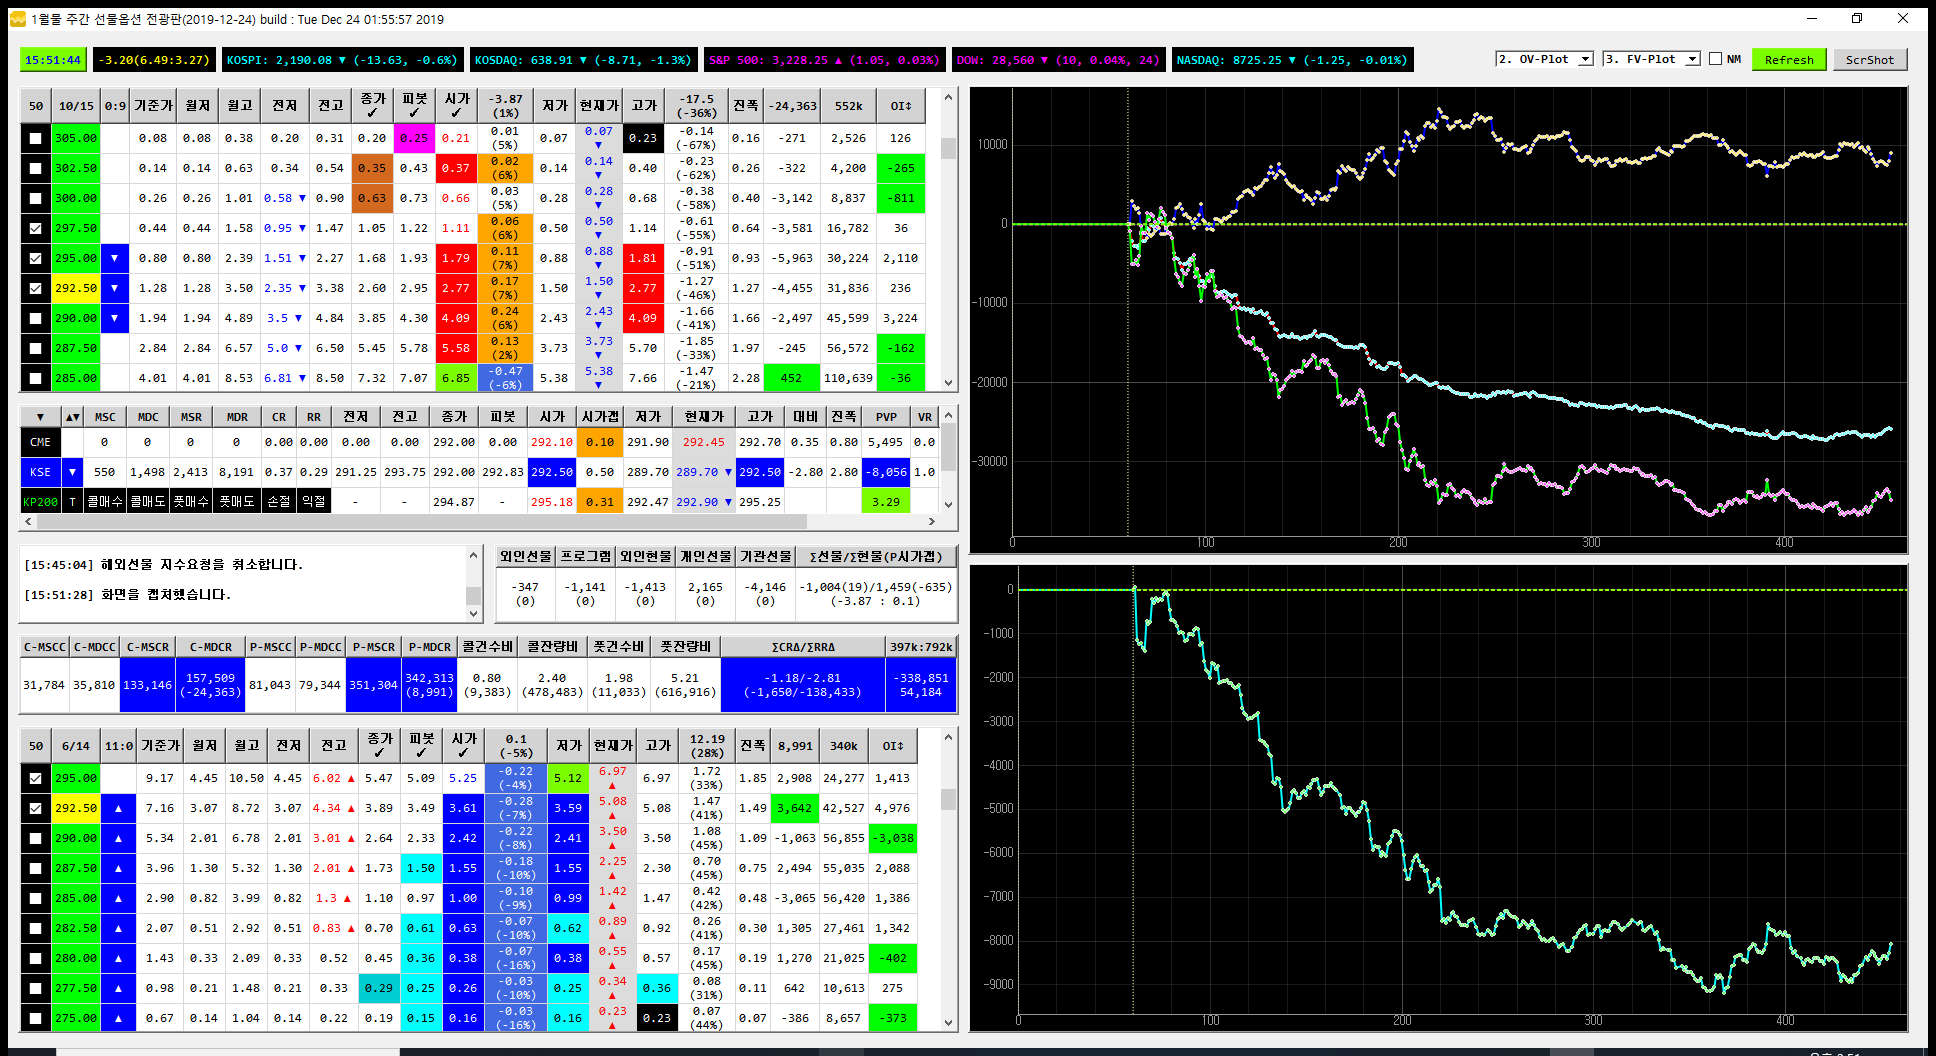 1월물 주간 선물옵션 전광판(2019-12-24) build : Tue Dec 24 01:55:57 2019
15:51:44 -3.20(6.49:3.27) KOSPI: 2,190.08 ▼ (-13.63, -0.6%) KOSDAQ: 638.91 ▼ (-8.71, -1.3%) S&P 500: 3,228.25 ▲ (1.05, 0.03%) DOW: 28,560 ▼ (10, 0.04%, 24) NASDAQ: 8725.25 ▼ (-1.25, -0.01%) 2. OV-Plot 3. FV-Plot NM Refresh ScrShot
50 10/15 0:9 기준가 월저 월고 전저 전고 종가 ✓ 피봇 ✓ 시가 ✓ -3.87 (1%) 저가 현재가 고가 -17.5 (-36%) 진폭 -24,363 552k OI↕
305.00 0.08 0.08 0.38 0.20 0.31 0.20 0.25 0.21 0.01 (5%) 0.07 0.07 ▼ 0.23 -0.14 (-67%) 0.16 -271 2,526 126
302.50 0.14 0.14 0.63 0.34 0.54 0.35 0.43 0.37 0.02 (6%) 0.14 0.14 ▼ 0.40 -0.23 (-62%) 0.26 -322 4,200 -265
300.00 0.26 0.26 1.01 0.58 ▼ 0.90 0.63 0.73 0.66 0.03 (5%) 0.28 0.28 ▼ 0.68 -0.38 (-58%) 0.40 -3,142 8,837 -811
297.50 0.44 0.44 1.58 0.95 ▼ 1.47 1.05 1.22 1.11 0.06 (6%) 0.50 0.50 ▼ 1.14 -0.61 (-55%) 0.64 -3,581 16,782 36
295.00 ▼ 0.80 0.80 2.39 1.51 ▼ 2.27 1.68 1.93 1.79 0.11 (7%) 0.88 0.88 ▼ 1.81 -0.91 (-51%) 0.93 -5,963 30,224 2,110
292.50 ▼ 1.28 1.28 3.50 2.35 ▼ 3.38 2.60 2.95 2.77 0.17 (7%) 1.50 1.50 ▼ 2.77 -1.27 (-46%) 1.27 -4,455 31,836 236
290.00 ▼ 1.94 1.94 4.89 3.5 ▼ 4.84 3.85 4.30 4.09 0.24 (6%) 2.43 2.43 ▼ 4.09 -1.66 (-41%) 1.66 -2,497 45,599 3,224
287.50 2.84 2.84 6.57 5.0 ▼ 6.50 5.45 5.78 5.58 0.13 (2%) 3.73 3.73 ▼ 5.70 -1.85 (-33%) 1.97 -245 56,572 -162
285.00 4.01 4.01 8.53 6.81 ▼ 8.50 7.32 7.07 6.85 -0.47 (-6%) 5.38 5.38 ▼ 7.66 -1.47 (-21%) 2.28 452 110,639 -36
▼ ▲▼ MSC MDC MSR MDR CR RR 전저 전고 종가 피봇 시가 시가갭 저가 현재가 고가 대비 진폭 PVP VR
CME 0 0 0 0 0.00 0.00 0.00 0.00 292.00 0.00 292.10 0.10 291.90 292.45 292.70 0.35 0.80 5,495 0.0
KSE ▼ 550 1,498 2,413 8,191 0.37 0.29 291.25 293.75 292.00 292.83 292.50 0.50 289.70 289.70 ▼ 292.50 -2.80 2.80 -8,056 1.0
KP200 T 콜매수 콜매도 풋매수 풋매도 손절 익절 - - 294.87 - 295.18 0.31 292.47 292.90 ▼ 295.25 3.29
[15:45:04] 해외선물 지수요청을 취소합니다.
[15:51:28] 화면을 캡처했습니다.
외인선물 프로그램 외인현물 개인선물 기관선물 Σ선물/Σ현물(P시가갭)
-347 -1,141 -1,413 2,165 -4,146 -1,004(19)/1,459(-635)
(0) (0) (0) (0) (0) (-3.87 : 0.1)
C-MSCC C-MDCC C-MSCR C-MDCR P-MSCC P-MDCC P-MSCR P-MDCR 콜건수비 콜잔량비 풋건수비 풋잔량비 ΣCRΔ/ΣRRΔ 397k:792k
31,784 35,810 133,146 157,509 (-24,363) 81,043 79,344 351,304 342,313 (8,991) 0.80 (9,383) 2.40 (478,483) 1.98 (11,033) 5.21 (616,916) -1.18/-2.81 (-1,650/-138,433) -338,851 54,184
50 6/14 11:0 기준가 월저 월고 전저 전고 종가 ✓ 피봇 ✓ 시가 ✓ 0.1 (-5%) 저가 현재가 고가 12.19 (28%) 진폭 8,991 340k OI↕
295.00 9.17 4.45 10.50 4.45 6.02 ▲ 5.47 5.09 5.25 -0.22 (-4%) 5.12 6.97 ▲ 6.97 1.72 (33%) 1.85 2,908 24,277 1,413
292.50 ▲ 7.16 3.07 8.72 3.07 4.34 ▲ 3.89 3.49 3.61 -0.28 (-7%) 3.59 5.08 ▲ 5.08 1.47 (41%) 1.49 3,642 42,527 4,976
290.00 ▲ 5.34 2.01 6.78 2.01 3.01 ▲ 2.64 2.33 2.42 -0.22 (-8%) 2.41 3.50 ▲ 3.50 1.08 (45%) 1.09 -1,063 56,855 -3,038
287.50 ▲ 3.96 1.30 5.32 1.30 2.01 ▲ 1.73 1.50 1.55 -0.18 (-10%) 1.55 2.25 ▲ 2.30 0.70 (45%) 0.75 2,494 55,035 2,088
285.00 ▲ 2.90 0.82 3.99 0.82 1.3 ▲ 1.10 0.97 1.00 -0.10 (-9%) 0.99 1.42 ▲ 1.47 0.42 (42%) 0.48 -3,065 56,420 1,386
282.50 ▲ 2.07 0.51 2.92 0.51 0.83 ▲ 0.70 0.61 0.63 -0.07 (-10%) 0.62 0.89 ▲ 0.92 0.26 (41%) 0.30 1,305 27,461 1,342
280.00 ▲ 1.43 0.33 2.09 0.33 0.52 0.45 0.36 0.38 -0.07 (-16%) 0.38 0.55 ▲ 0.57 0.17 (45%) 0.19 1,270 21,025 -402
277.50 ▲ 0.98 0.21 1.48 0.21 0.33 0.29 0.25 0.26 -0.03 (-10%) 0.25 0.34 ▲ 0.36 0.08 (31%) 0.11 642 10,613 275
275.00 ▲ 0.67 0.14 1.04 0.14 0.22 0.19 0.15 0.16 -0.03 (-16%) 0.16 0.23 ▲ 0.23 0.07 (44%) 0.07 -386 8,657 -373
10000
0
-10000
-20000
-30000
0 100 200 300 400
0
-1000
-2000
-3000
-4000
-5000
-6000
-7000
-8000
-9000
0 100 200 300 400